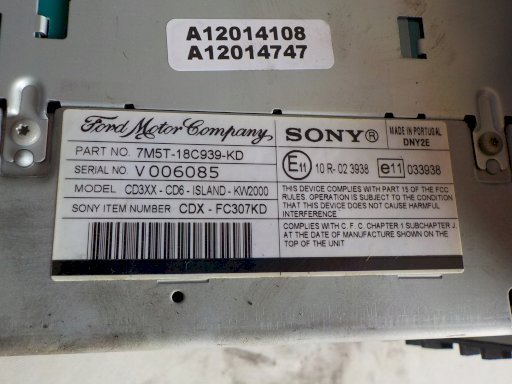 A12014108
A12014747
Ford Motor Company
PART NO. 7M5T-18C939-KD
SERIAL NO. V006085
MODEL CD3XX - CD6 - ISLAND - KW2000
SONY ITEM NUMBER CDX - FC307KD
SONY®
MADE IN PORTUGAL
DNY2E
E11 10 R- 02 3938
e11 033938
THIS DEVICE COMPLIES WITH PART 15 OF THE FCC
RULES. OPERATION IS SUBJECT TO THE CONDITION
THAT THIS DEVICE DOES NOT CAUSE HARMFUL
INTERFERENCE
COMPLIES WITH C. F. C. CHAPTER 1 SUBCHAPTER J.
AT THE DATE OF MANUFACTURE SHOWN ON THE
TOP OF THE UNIT